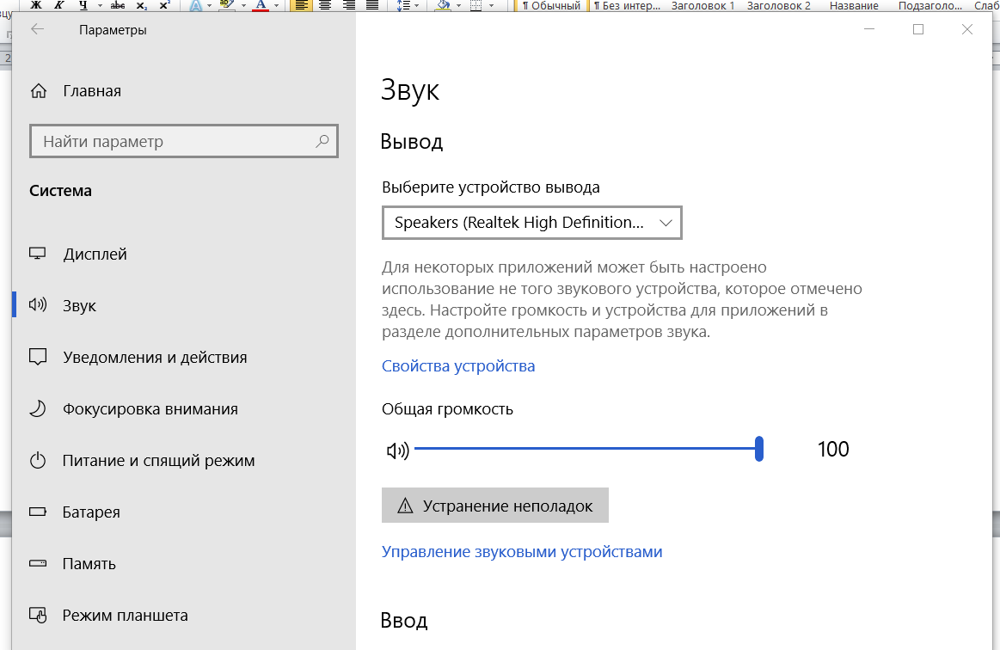 Ж К Ч abc x₂ x² A ab A ¶ Обычный ¶ Без интер... Заголовок 1 Заголовок 2 Название Подзаголо... Слаб
Параметры
Главная
Найти параметр
Система
Дисплей
Звук
Уведомления и действия
Фокусировка внимания
Питание и спящий режим
Батарея
Память
Режим планшета
Звук
Вывод
Выберите устройство вывода
Speakers (Realtek High Definition...
Для некоторых приложений может быть настроено
использование не того звукового устройства, которое отмечено
здесь. Настройте громкость и устройства для приложений в
разделе дополнительных параметров звука.
Свойства устройства
Общая громкость
100
Устранение неполадок
Управление звуковыми устройствами
Ввод